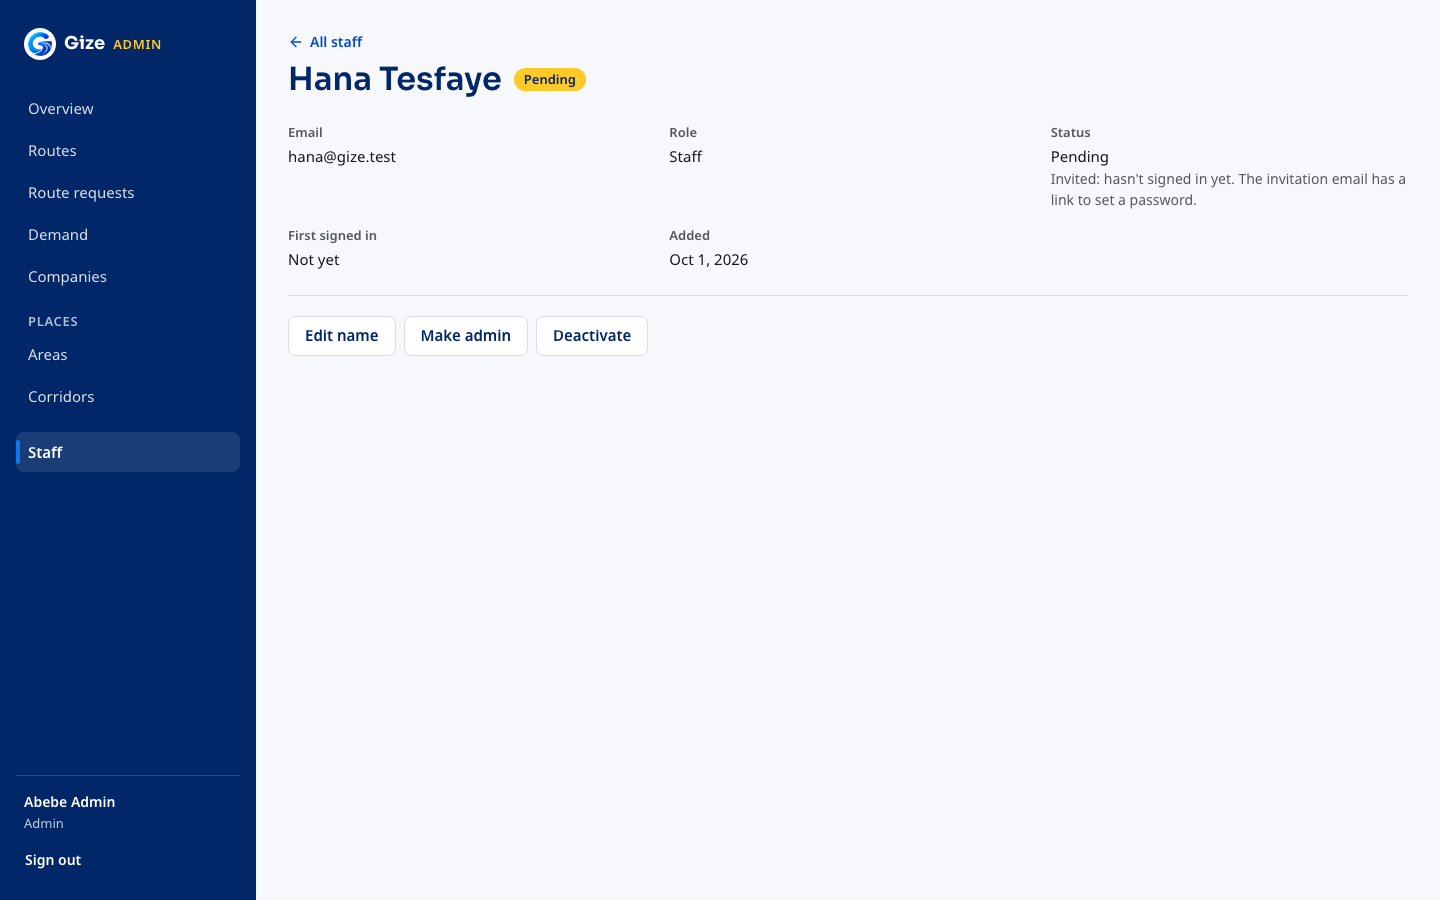 Gize ADMIN
Overview
Routes
Route requests
Demand
Companies
PLACES
Areas
Corridors
Staff
Abebe Admin
Admin
Sign out
← All staff
Hana Tesfaye Pending
Email
hana@gize.test
Role
Staff
Status
Pending
Invited: hasn't signed in yet. The invitation email has a
link to set a password.
First signed in
Not yet
Added
Oct 1, 2026
Edit name
Make admin
Deactivate